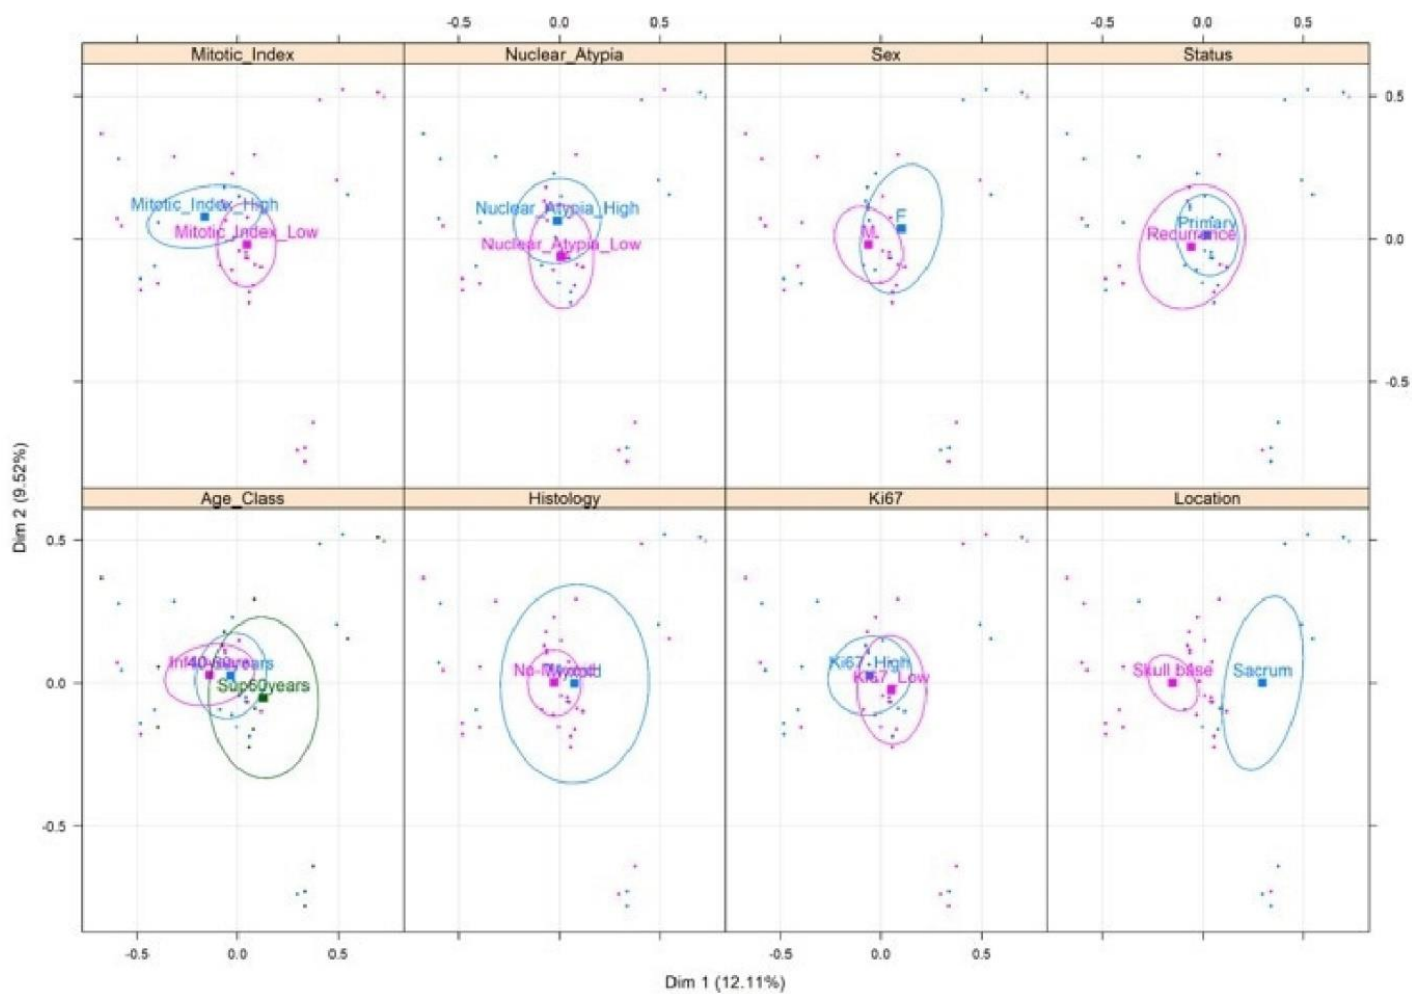 -0.5 0.0 0.5 -0.5 0.0 0.5
Mitotic_Index Nuclear_Atypia Sex Status
0.5
Mitotic_Index_High Nuclear_Atypia_High F Primary
Mitotic_Index_Low Nuclear_Atypia_Low M Recurrance
0.0
-0.5
Dim 2 (9.52%)
Age_Class Histology Ki67 Location
0.5
Ki67_High Skull base Sacrum
Sup60years Ki67_Low
0.0
-0.5
-0.5 0.0 0.5 -0.5 0.0 0.5
Dim 1 (12.11%)